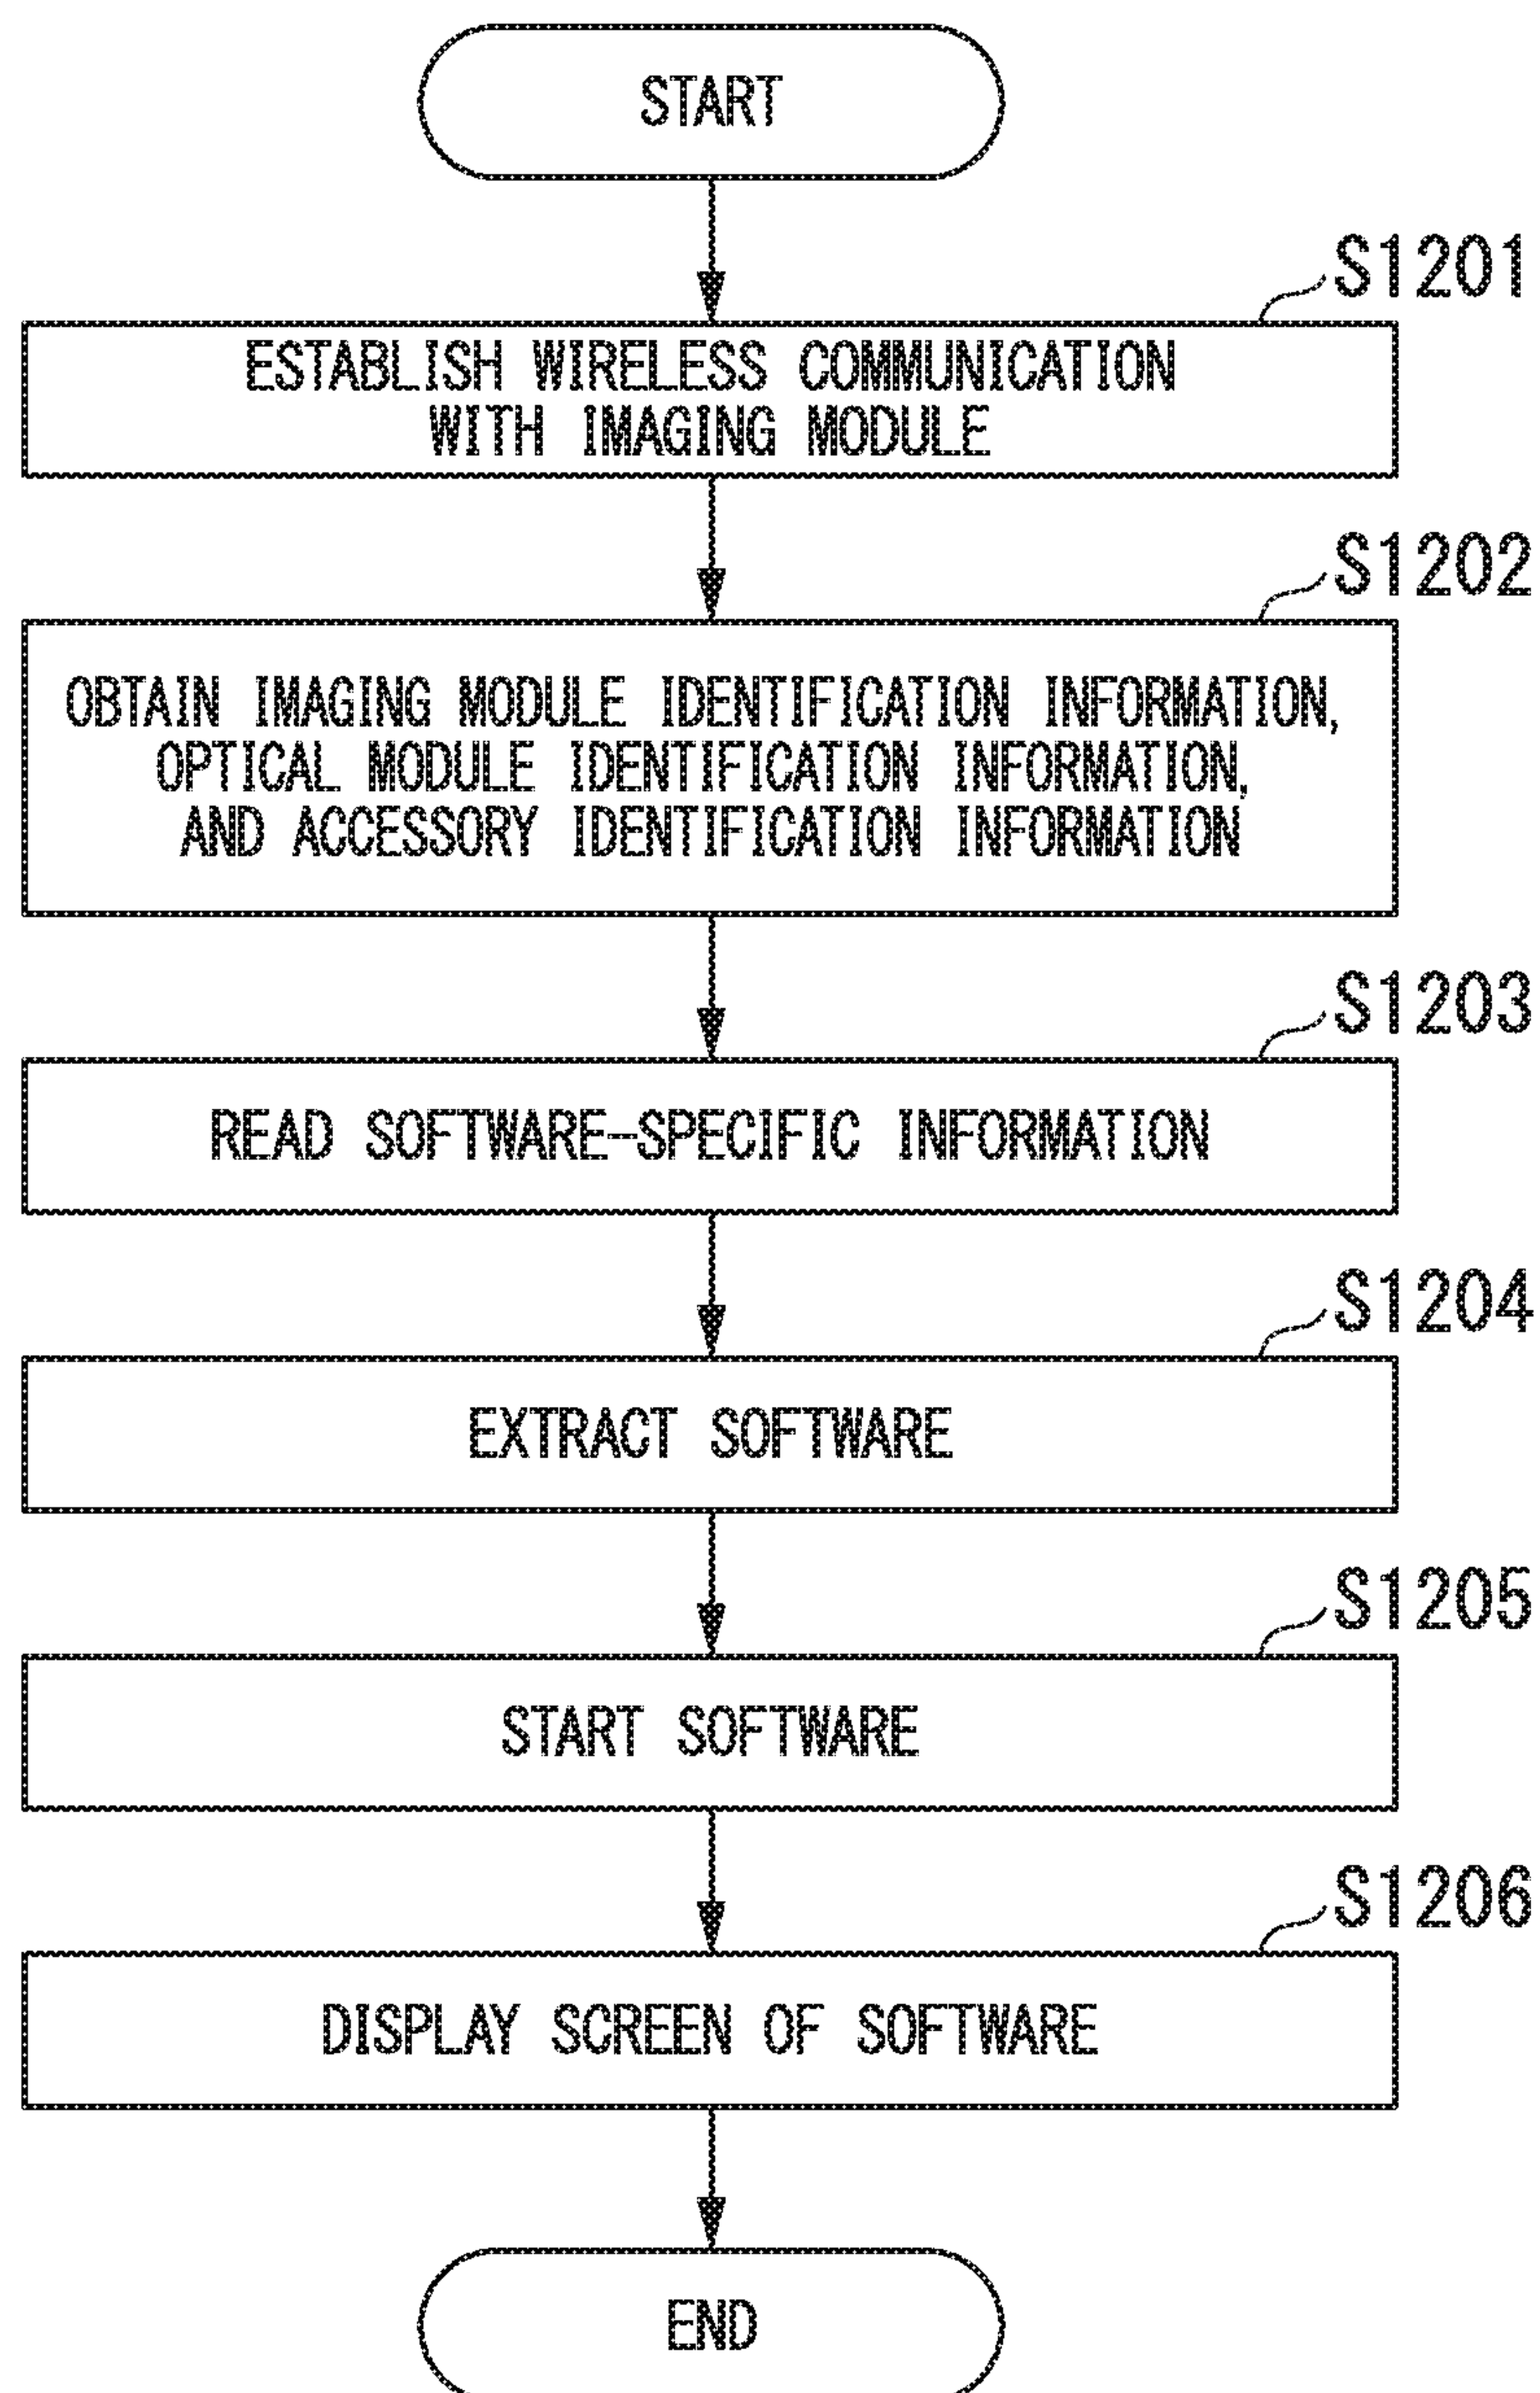 START
S1201
ESTABLISH WIRELESS COMMUNICATION
WITH IMAGING MODULE
S1202
OBTAIN IMAGING MODULE IDENTIFICATION INFORMATION,
OPTICAL MODULE IDENTIFICATION INFORMATION,
AND ACCESSORY IDENTIFICATION INFORMATION
S1203
READ SOFTWARE-SPECIFIC INFORMATION
S1204
EXTRACT SOFTWARE
S1205
START SOFTWARE
S1206
DISPLAY SCREEN OF SOFTWARE
END